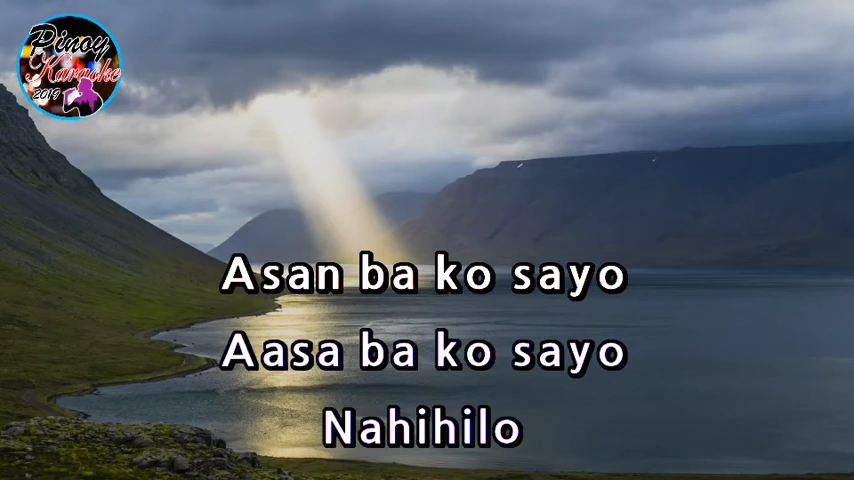 Pinoy
Karaoke
2019
Asan ba ko sayo
Aasa ba ko sayo
Nahihilo